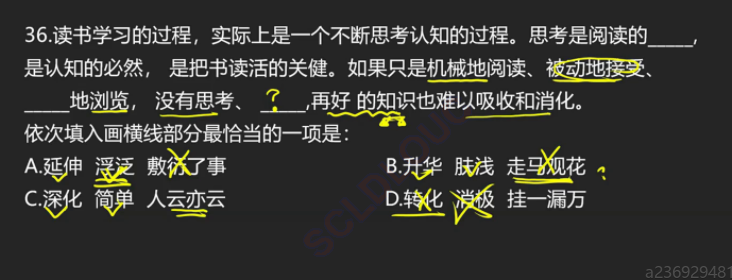 36.读书学习的过程，实际上是一个不断思考认知的过程。思考是阅读的_____,
是认知的必然， 是把书读活的关健。如果只是机械地阅读、被动地接受、
_____地浏览， 没有思考、 _____,再好 的知识也难以吸收和消化。
依次填入画横线部分最恰当的一项是：
A.延伸 浮泛 敷衍了事
B.升华 肤浅 走马观花 ?
C.深化 简单 人云亦云
D.转化 消极 挂一漏万
a236929481